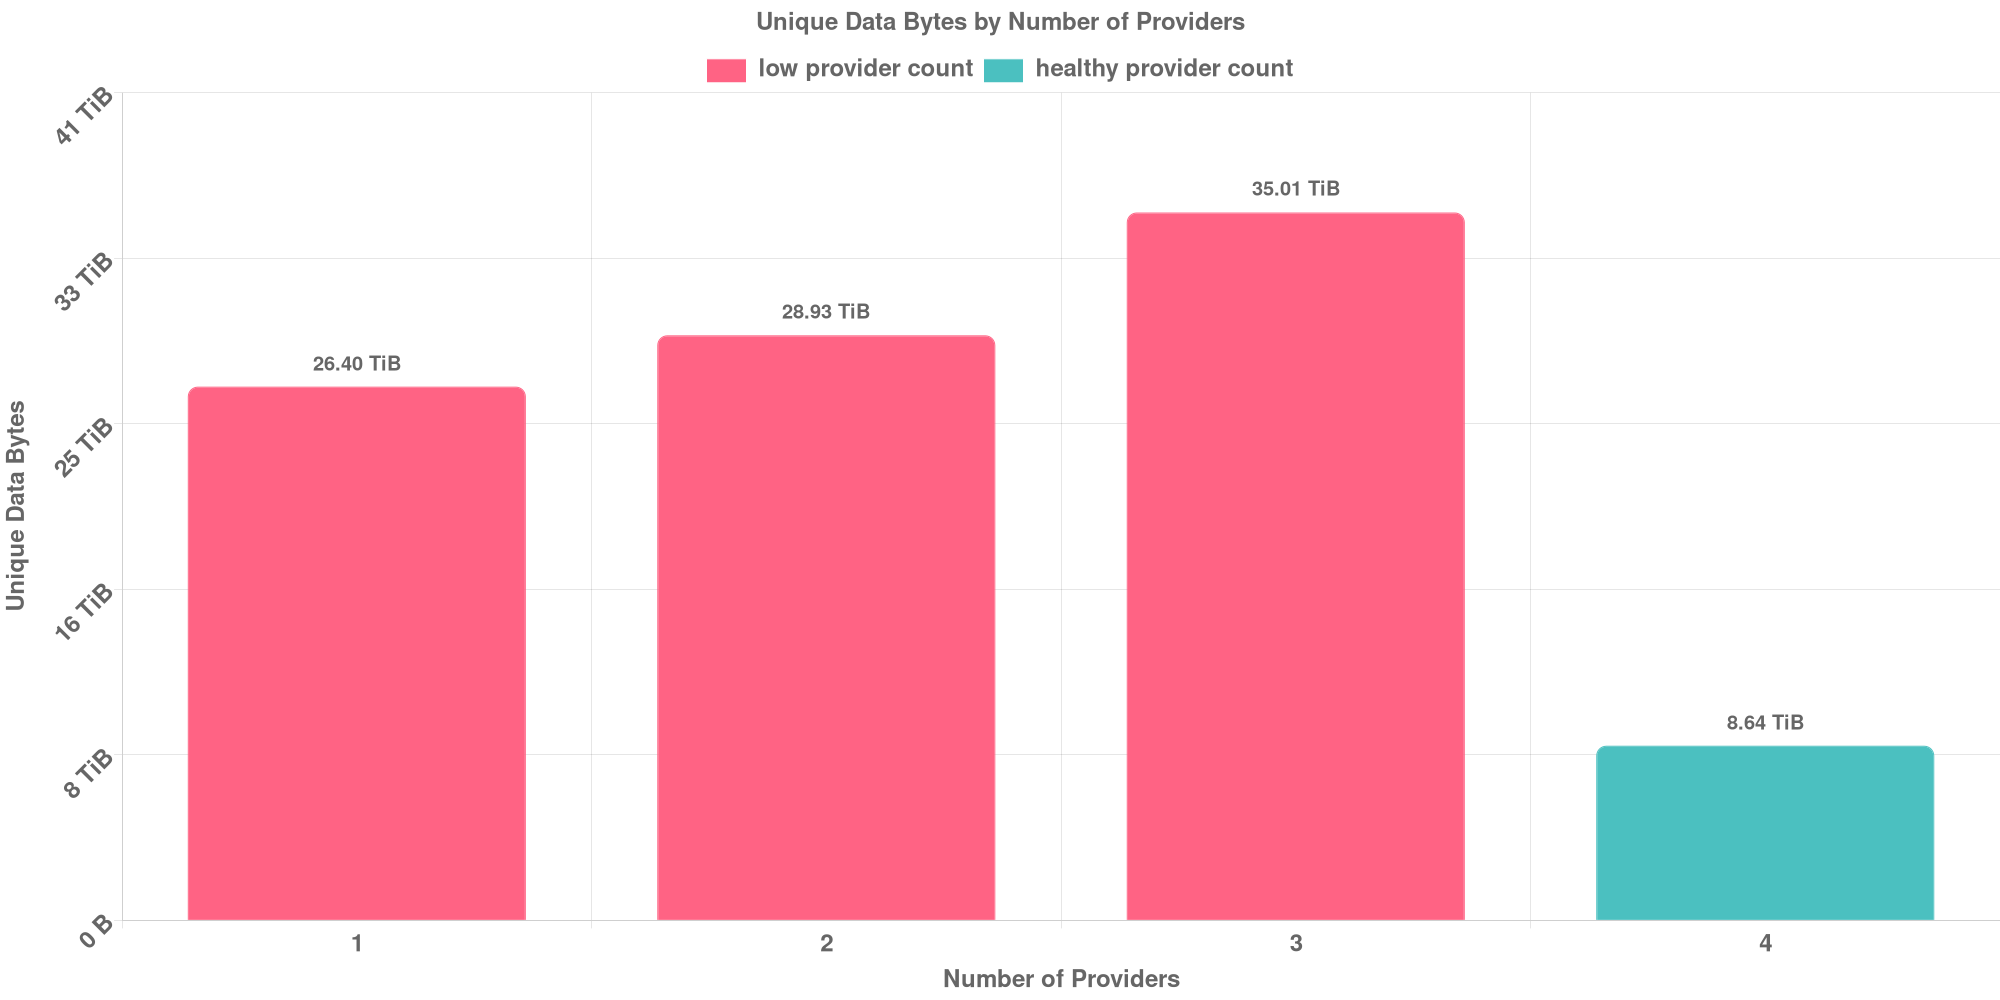 Unique Data Bytes by Number of Providers
low provider count healthy provider count
41 TiB
33 TiB
25 TiB
16 TiB
8 TiB
0 B
Unique Data Bytes
26.40 TiB
28.93 TiB
35.01 TiB
8.64 TiB
1 2 3 4
Number of Providers